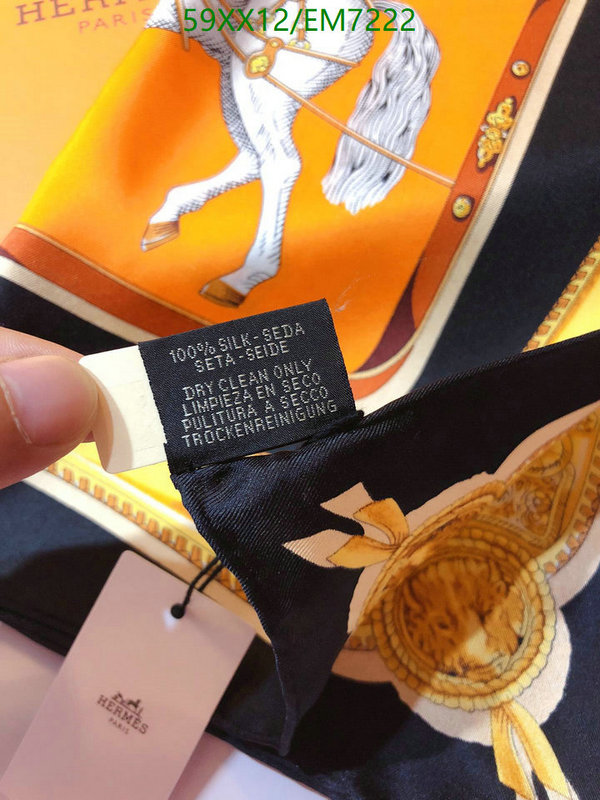 59XX12/EM7222
HERMÈS
PARIS
100% SILK-SEDA
SETA-SEIDE
DRY CLEAN ONLY
LIMPIEZA EN SECO
PULITURA A SECCO
TROCKENREINIGUNG
HERMES
PARIS